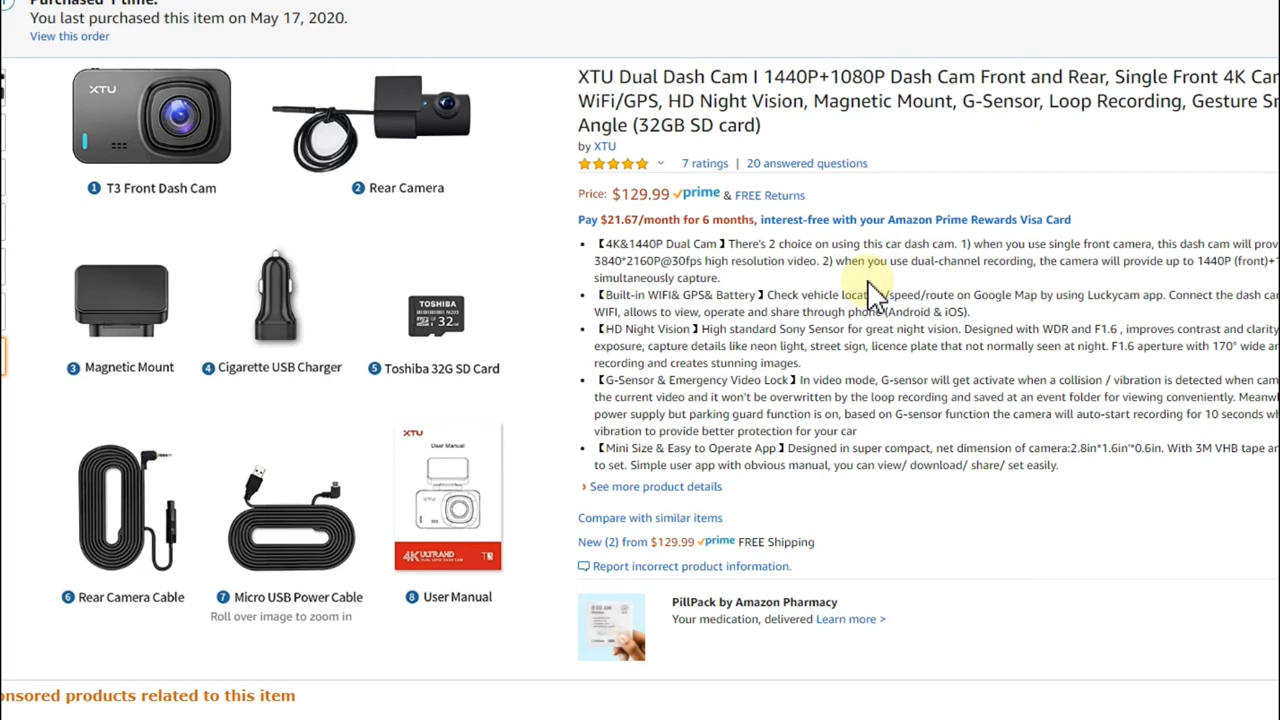 Purchased 1 time.
You last purchased this item on May 17, 2020.
View this order
XTU
1 T3 Front Dash Cam
2 Rear Camera
3 Magnetic Mount
4 Cigarette USB Charger
TOSHIBA
32
5 Toshiba 32G SD Card
6 Rear Camera Cable
7 Micro USB Power Cable
XTU
User Manual
4K ULTRA HD
8 User Manual
Roll over image to zoom in
XTU Dual Dash Cam I 1440P+1080P Dash Cam Front and Rear, Single Front 4K
WiFi/GPS, HD Night Vision, Magnetic Mount, G-Sensor, Loop Recording, Gesture
Angle (32GB SD card)
by XTU
7 ratings | 20 answered questions
Price: $129.99 prime & FREE Returns
Pay $21.67/month for 6 months, interest-free with your Amazon Prime Rewards Visa Card
• 【4K&1440P Dual Cam】There's 2 choice on using this car dash cam. 1) when you use single front camera, this dash cam will
3840*2160P@30fps high resolution video. 2) when you use dual-channel recording, the camera will provide up to 1440P (front)+
simultaneously capture.
• 【Built-in WIFI& GPS& Battery】Check vehicle /speed/route on Google Map by using Luckycam app. Connect the dash
WIFI, allows to view, operate and share through (Android & iOS).
• 【HD Night Vision】High standard Sony Sensor for great night vision. Designed with WDR and F1.6 , improves contrast and
exposure, capture details like neon light, street sign, licence plate that not normally seen at night. F1.6 aperture with 170° wide
recording and creates stunning images.
• 【G-Sensor & Emergency Video Lock】In video mode, G-sensor will get activate when a collision / vibration is detected when
the current video and it won't be overwritten by the loop recording and saved at an event folder for viewing conveniently.
power supply but parking guard function is on, based on G-sensor function the camera will auto-start recording for 10 seconds
vibration to provide better protection for your car
• 【Mini Size & Easy to Operate App】Designed in super compact, net dimension of camera:2.8in*1.6in'*0.6in. With 3M VHB tape
to set. Simple user app with obvious manual, you can view/ download/ share/ set easily.
› See more product details
Compare with similar items
New (2) from $129.99 prime FREE Shipping
Report incorrect product information.
PillPack by Amazon Pharmacy
Your medication, delivered Learn more >
products related to this item